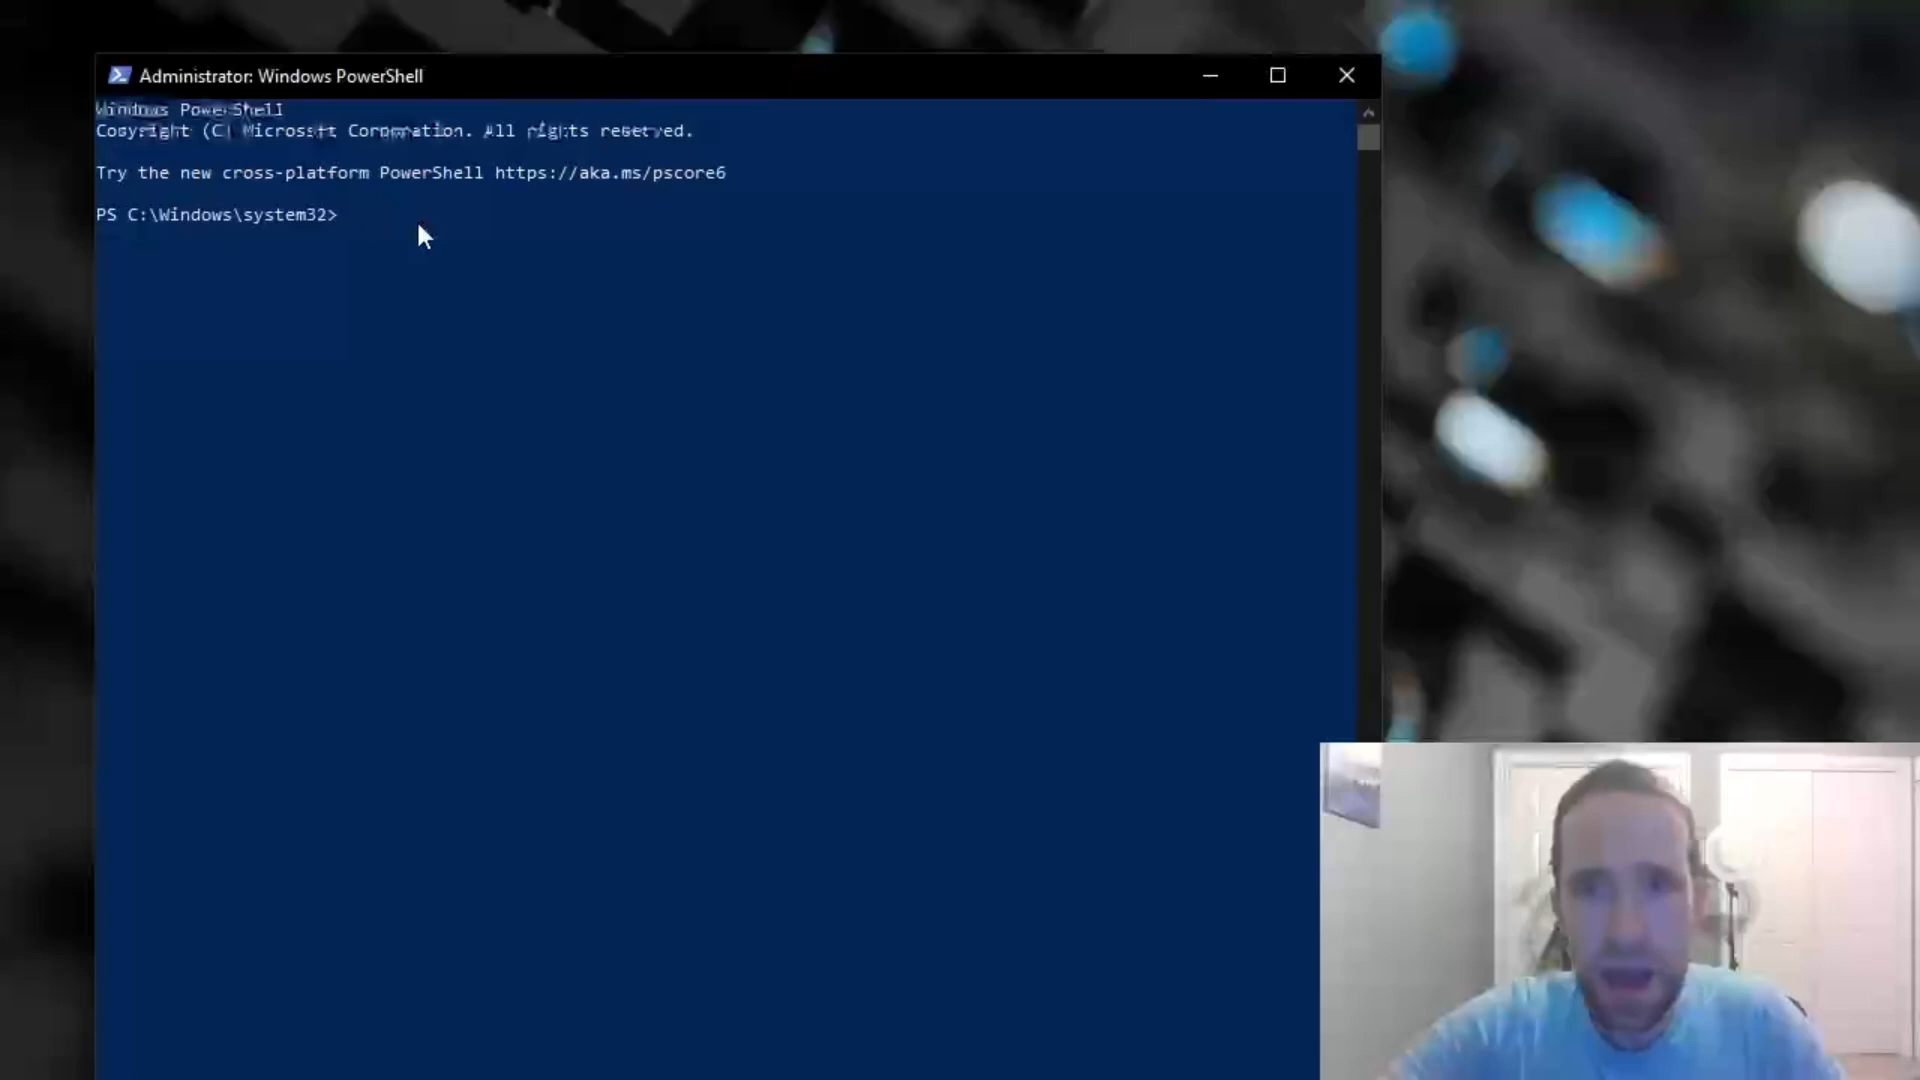 Administrator: Windows PowerShell
Windows PowerShell
Copyright (C) Microsoft Corporation. All rights reserved.
Try the new cross-platform PowerShell https://aka.ms/pscore6
PS C:\Windows\system32>